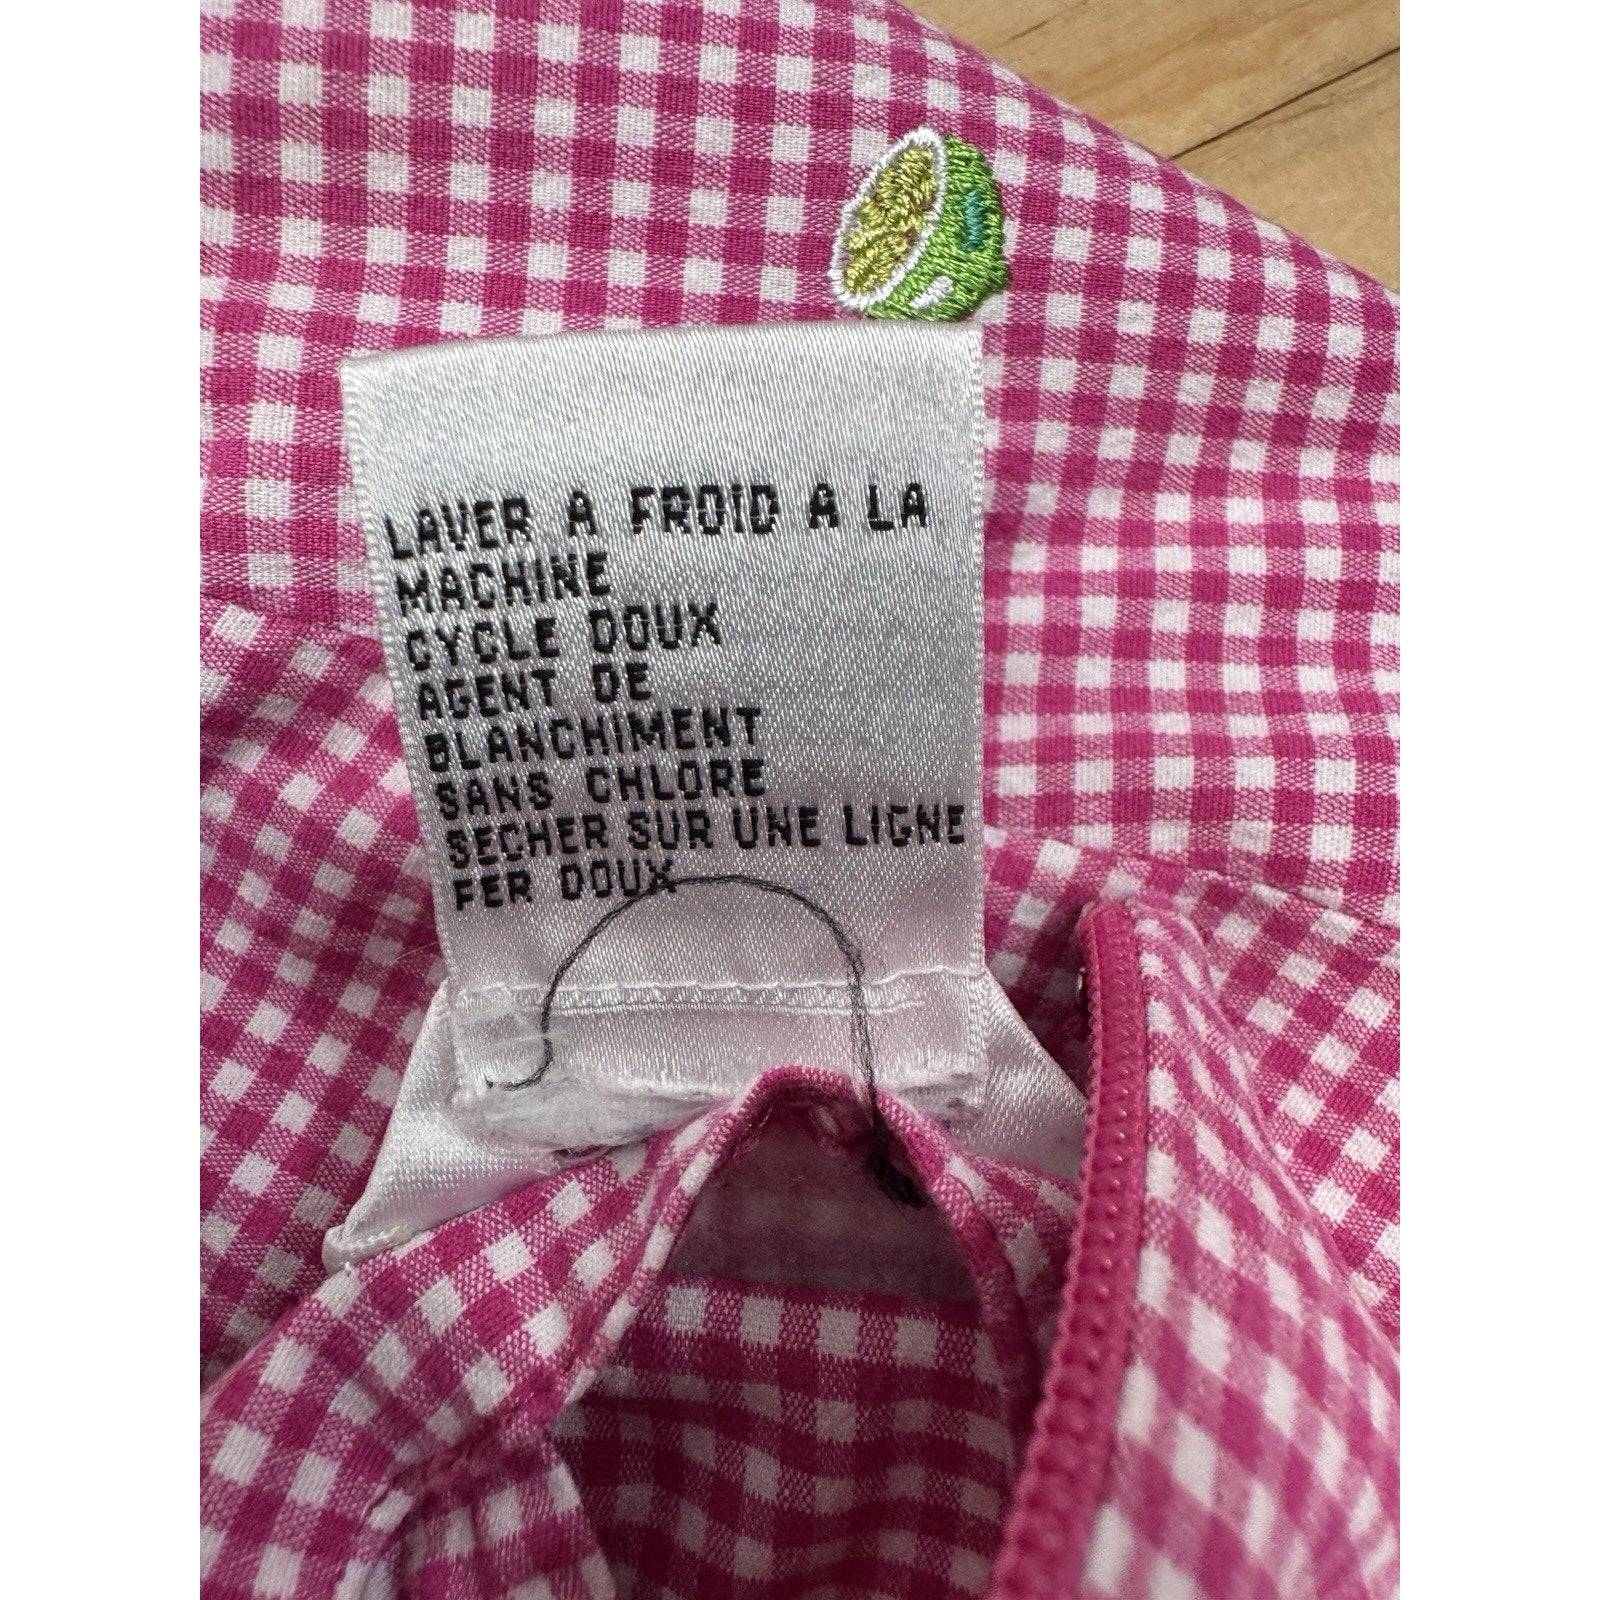 LAVER A FROID A LA
MACHINE
CYCLE DOUX
AGENT DE
BLANCHIMENT
SANS CHLORE
SECHER SUR UNE LIGNE
FER DOUX